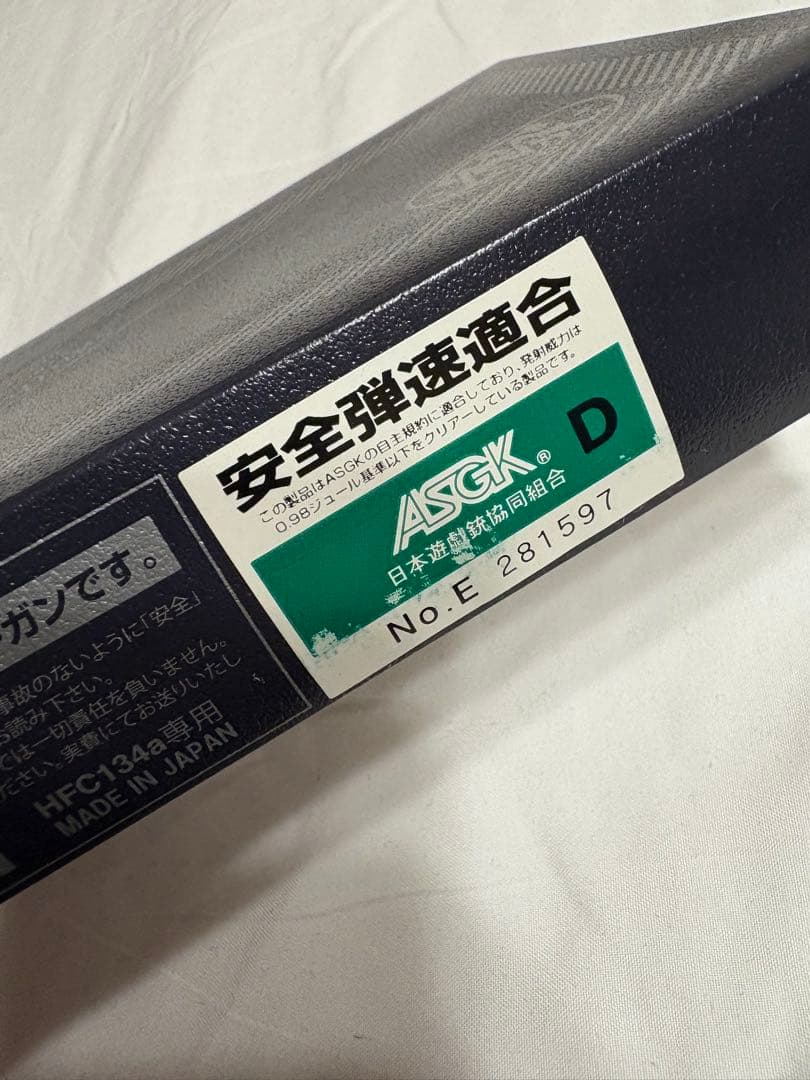 安全弾速適合
この製品はASGKの自主規約に適合しており、発射威力は
0.98ジュール基準以下をクリアーしている製品です。
ASGK® D
日本遊戯銃協同組合
No.E 281597
ガンです。
事故のないように「安全」
読み下さい。
ては一切責任を負いません。
ださい。実費にてお送りいたし
HFC134a専用
MADE IN JAPAN